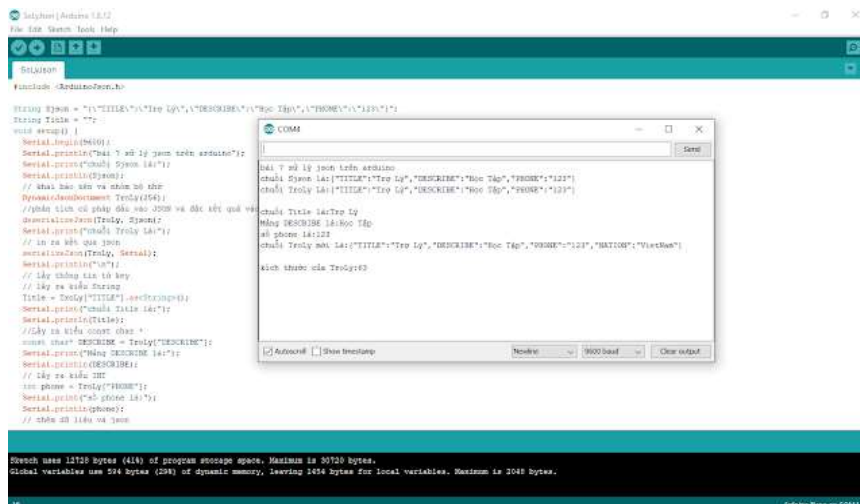 SoLyJson | Arduino 1.8.12
File Edit Sketch Tools Help
SoLyJson
#include <ArduinoJson.h>
String Sjson = "{\"TITLE\":\"Trợ Lý\",\"DESCRIBE\":\"Học Tập\",\"PHONE\":\"123\"}";
String Title = "";
void setup() {
Serial.begin(9600);
Serial.println("bài 7 xử lý json trên arduino");
Serial.print("chuỗi Sjson là:");
Serial.println(Sjson);
// khai báo tên và nhóm bộ nhớ
DynamicJsonDocument TroLy(256);
//phân tích cú pháp đầu vào JSON và đặt kết quả vào
deserializeJson(TroLy, Sjson);
Serial.print("chuỗi TroLy Là:");
// in ra kết quả json
serializeJson(TroLy, Serial);
Serial.println("\n");
// lấy thông tin từ key
// lấy ra kiểu String
Title = TroLy["TITLE"].as<String>();
Serial.print("chuỗi Title là:");
Serial.println(Title);
//Lấy ra kiểu const char *
const char* DESCRIBE = TroLy["DESCRIBE"];
Serial.print("Mảng DESCRIBE là:");
Serial.println(DESCRIBE);
// lấy ra kiểu INT
int phone = TroLy["PHONE"];
Serial.print("số phone là:");
Serial.println(phone);
// thêm dữ liệu và json
COM4
Send
bài 7 xử lý json trên arduino
chuỗi Sjson là:{"TITLE":"Trợ Lý","DESCRIBE":"Học Tập","PHONE":"123"}
chuỗi TroLy Là:{"TITLE":"Trợ Lý","DESCRIBE":"Học Tập","PHONE":"123"}
chuỗi Title là:Trợ Lý
Mảng DESCRIBE là:Học Tập
số phone là:123
chuỗi TroLy mới Là:{"TITLE":"Trợ Lý","DESCRIBE":"Học Tập","PHONE":"123","NATION":"VietNam"}
kích thước của TroLy:63
Autoscroll Show timestamp Newline 9600 baud Clear output
Sketch uses 12728 bytes (41%) of program storage space. Maximum is 30720 bytes.
Global variables use 594 bytes (29%) of dynamic memory, leaving 1454 bytes for local variables. Maximum is 2048 bytes.